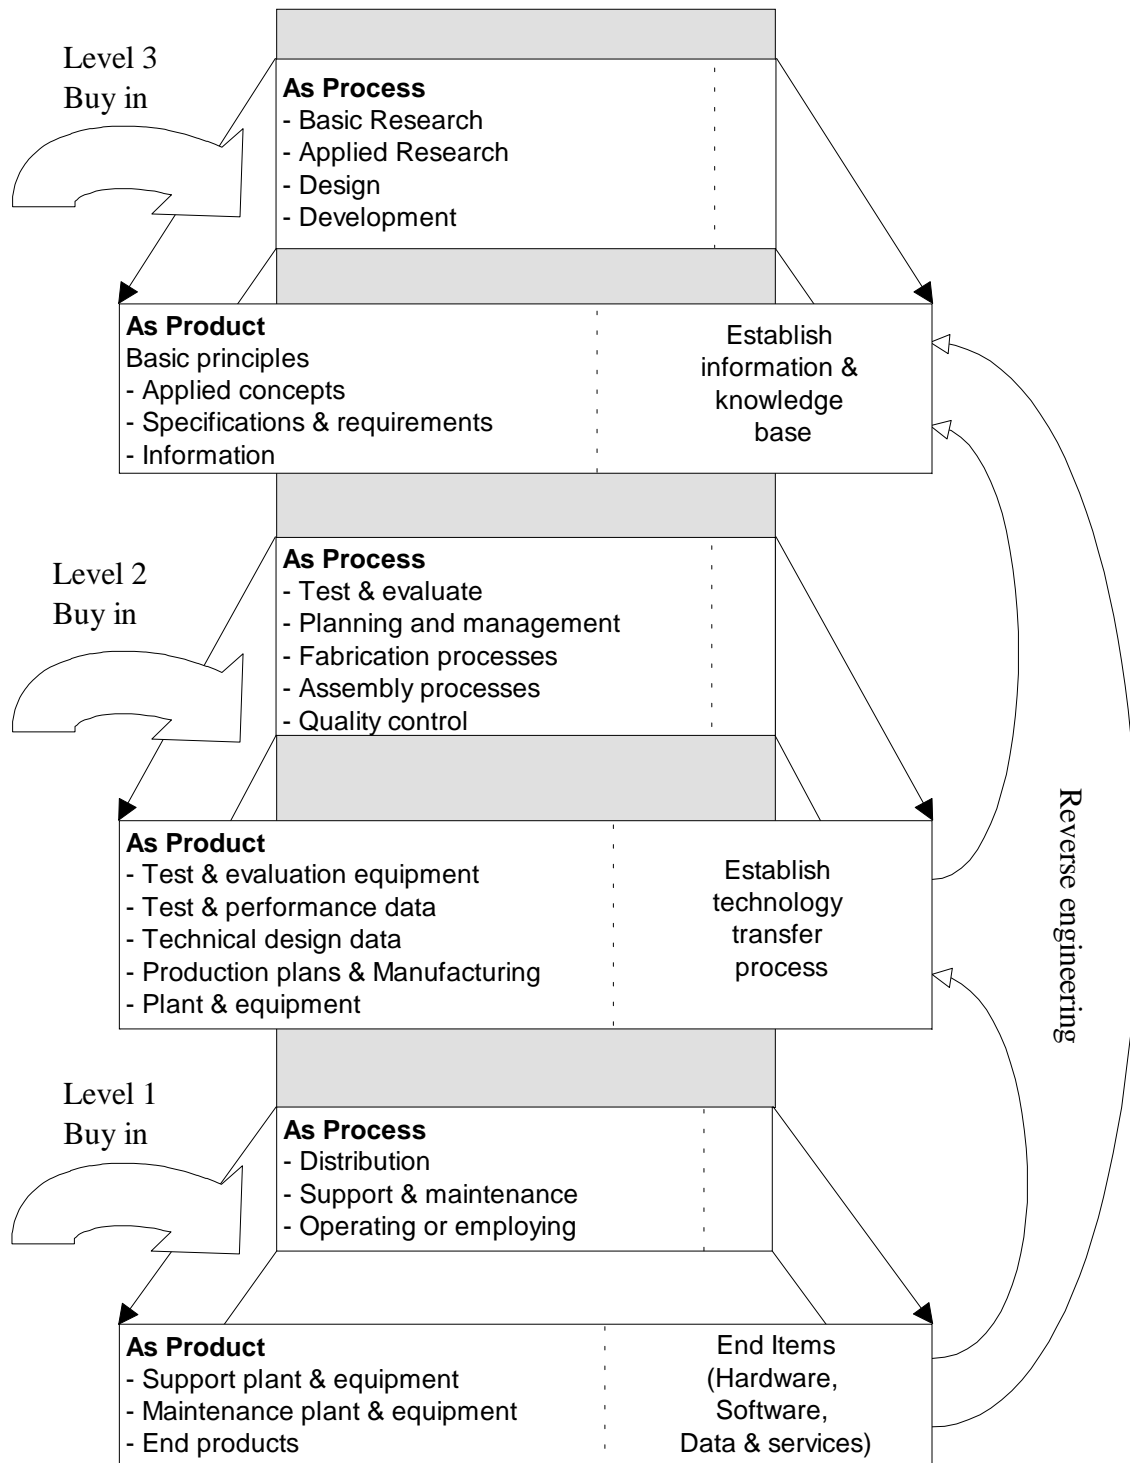 Level 3
Buy in
As Process
- Basic Research
- Applied Research
- Design
- Development
As Product
Basic principles
- Applied concepts
- Specifications & requirements
- Information
Establish
information &
knowledge
base
Level 2
Buy in
As Process
- Test & evaluate
- Planning and management
- Fabrication processes
- Assembly processes
- Quality control
As Product
- Test & evaluation equipment
- Test & performance data
- Technical design data
- Production plans & Manufacturing
- Plant & equipment
Establish
technology
transfer
process
Reverse engineering
Level 1
Buy in
As Process
- Distribution
- Support & maintenance
- Operating or employing
As Product
- Support plant & equipment
- Maintenance plant & equipment
- End products
End Items
(Hardware,
Software,
Data & services)